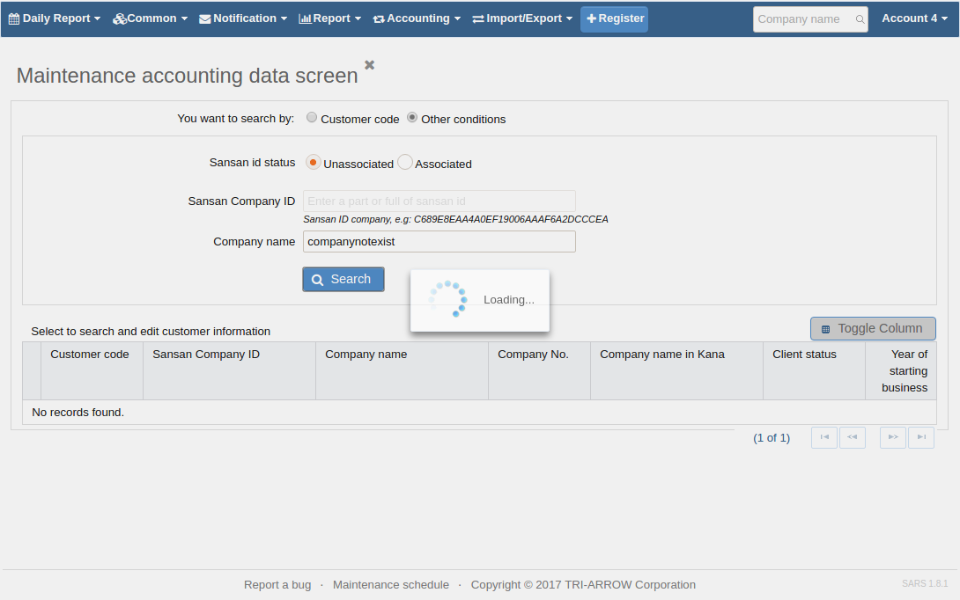 Daily Report Common Notification Report Accounting Import/Export Register Company name Account 4
Maintenance accounting data screen
You want to search by: Customer code Other conditions
Sansan id status Unassociated Associated
Sansan Company ID Enter a part or full of sansan id
Sansan ID company, e.g: C689E8EAA4A0EF19006AAAF6A2DCCCEA
Company name companynotexist
Search
Loading...
Select to search and edit customer information Toggle Column
Customer code Sansan Company ID Company name Company No. Company name in Kana Client status Year of
starting
business
No records found.
(1 of 1)
Report a bug · Maintenance schedule · Copyright © 2017 TRI-ARROW Corporation SARS 1.8.1